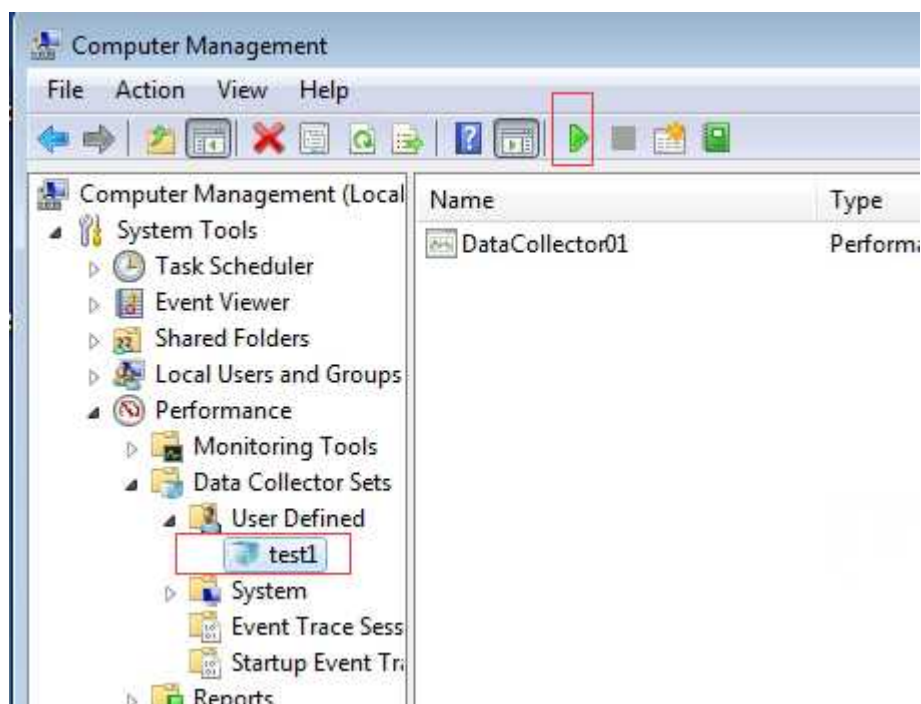 Computer Management
File Action View Help
Computer Management (Local
Name Type
System Tools
DataCollector01 Performa
Task Scheduler
Event Viewer
Shared Folders
Local Users and Groups
Performance
Monitoring Tools
Data Collector Sets
User Defined
test1
System
Event Trace Sess
Startup Event Tra
Reports